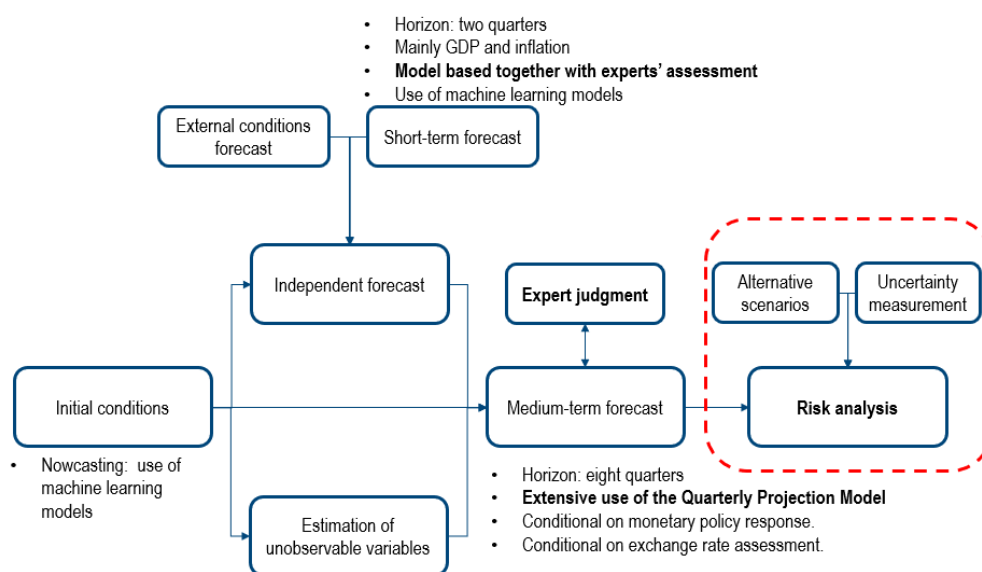 • Horizon: two quarters
• Mainly GDP and inflation
• Model based together with experts' assessment
• Use of machine learning models
External conditions
forecast
Short-term forecast
Independent forecast
Expert judgment
Alternative
scenarios
Uncertainty
measurement
Initial conditions
Medium-term forecast
Risk analysis
• Nowcasting: use of
machine learning
models
• Horizon: eight quarters
• Extensive use of the Quarterly Projection Model
• Conditional on monetary policy response.
• Conditional on exchange rate assessment.
Estimation of
unobservable variables